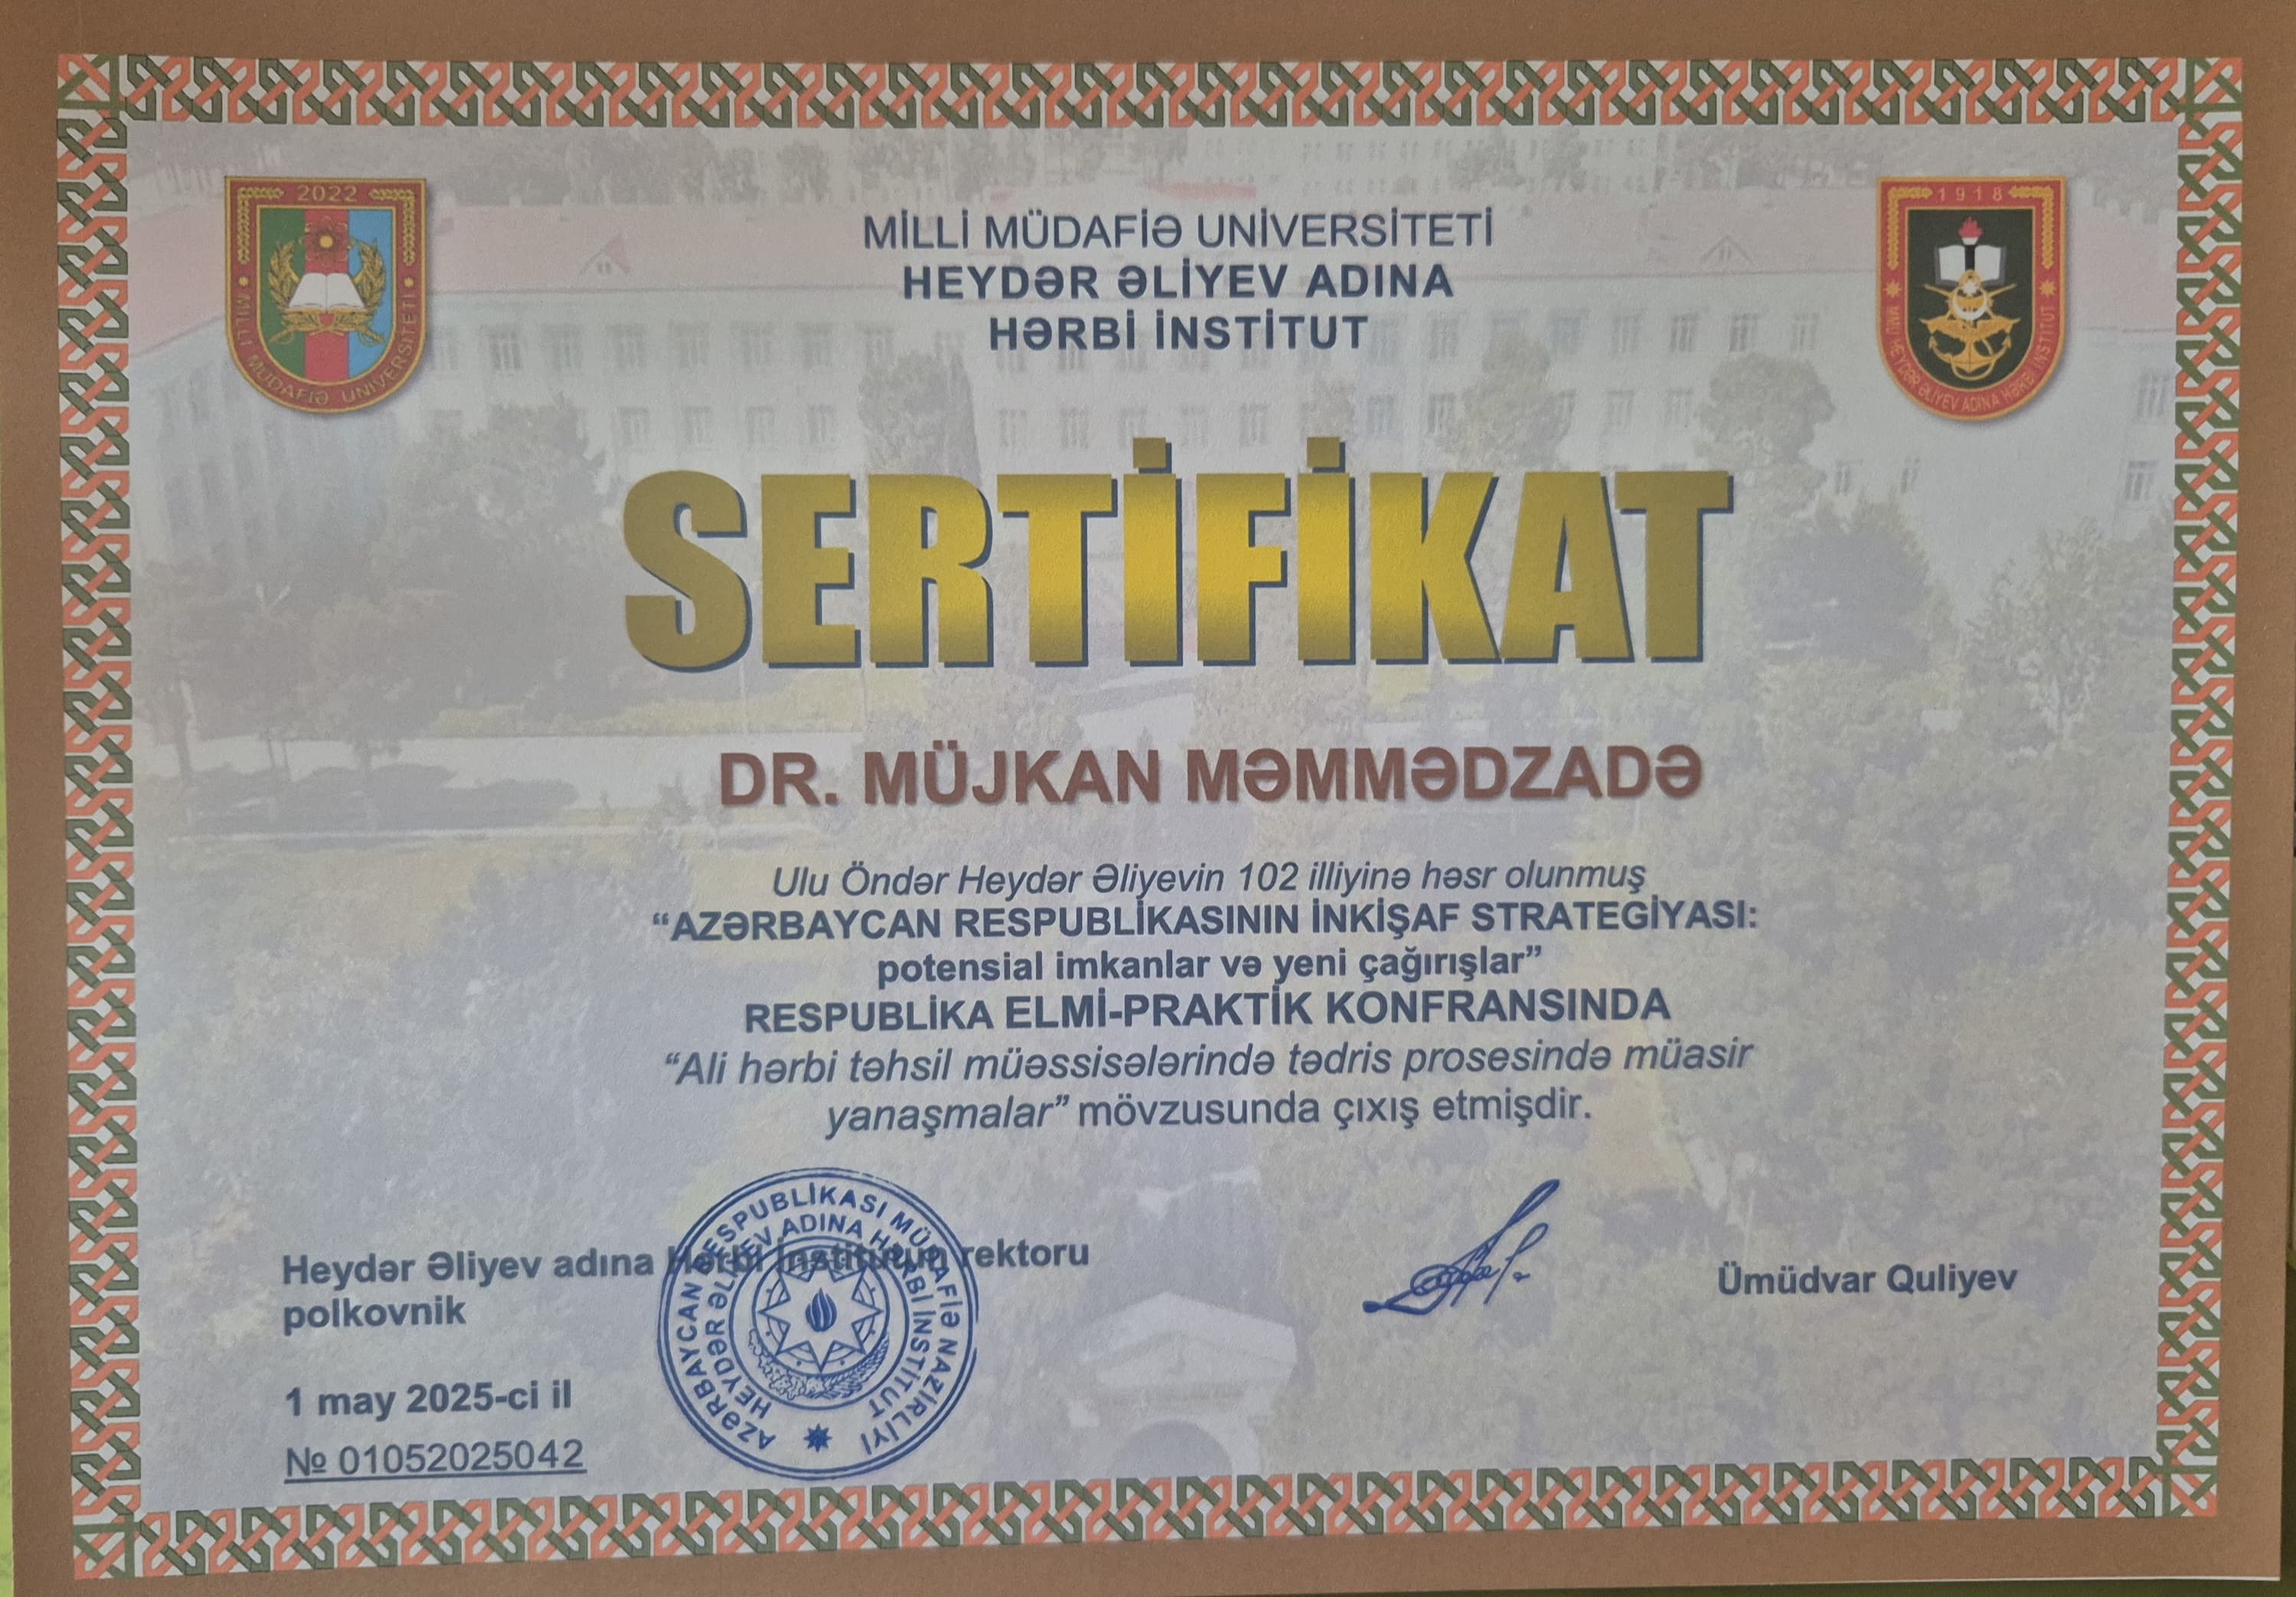 2022
MİLLİ MÜDAFİƏ UNİVERSİTETİ
1918
MİLLİ MÜDAFİƏ UNİVERSİTETİ
HEYDƏR ƏLİYEV ADINA
HƏRBİ İNSTİTUT
HEYDƏR ƏLİYEV ADINA HƏRBİ İNSTİTUT
SERTİFİKAT
DR. MÜJKAN MƏMMƏDZADƏ
Ulu Öndər Heydər Əliyevin 102 illiyinə həsr olunmuş
“AZƏRBAYCAN RESPUBLİKASININ İNKİŞAF STRATEGİYASI:
potensial imkanlar və yeni çağırışlar”
RESPUBLİKA ELMİ-PRAKTİK KONFRANSINDA
“Ali hərbi təhsil müəssisələrində tədris prosesində müasir
yanaşmalar” mövzusunda çıxış etmişdir.
Heydər Əliyev adına Hərbi İnstitutun rektoru
polkovnik
Ümüdvar Quliyev
AZƏRBAYCAN RESPUBLİKASI MÜDAFİƏ NAZİRLİYİ
HEYDƏR ƏLİYEV ADINA HƏRBİ İNSTİTUT
1 may 2025-ci il
№ 01052025042